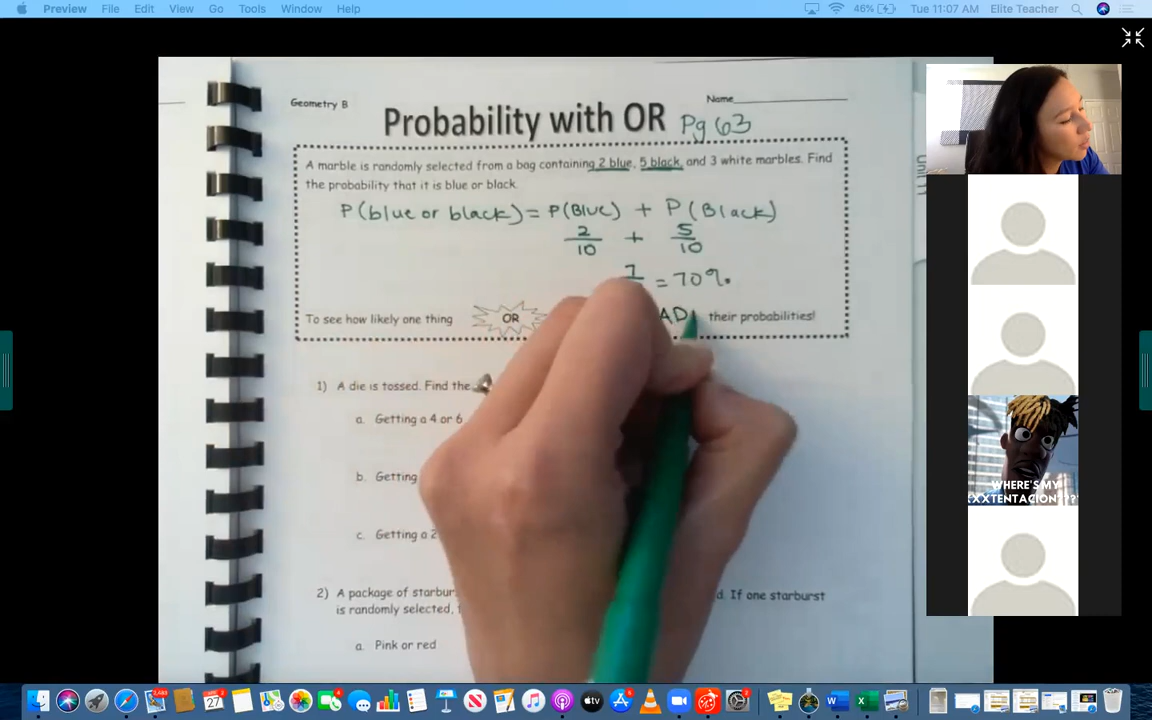 Preview File Edit View Go Tools Window Help 46% Tue 11:07 AM Elite Teacher
Geometry B
Name
Probability with OR Pg 63
A marble is randomly selected from a bag containing 2 blue, 5 black, and 3 white marbles. Find
the probability that it is blue or black.
P(blue or black) = P(Blue) + P(Black)
2/10 + 5/10
7 = 70%
To see how likely one thing OR AD their probabilities!
1) A die is tossed. Find the
a. Getting a 4 or 6
b. Getting
c. Getting a 2
2) A package of starbur d. If one starburst
is randomly selected,
a. Pink or red
WHERE'S MY
XXXTENTACION???
27